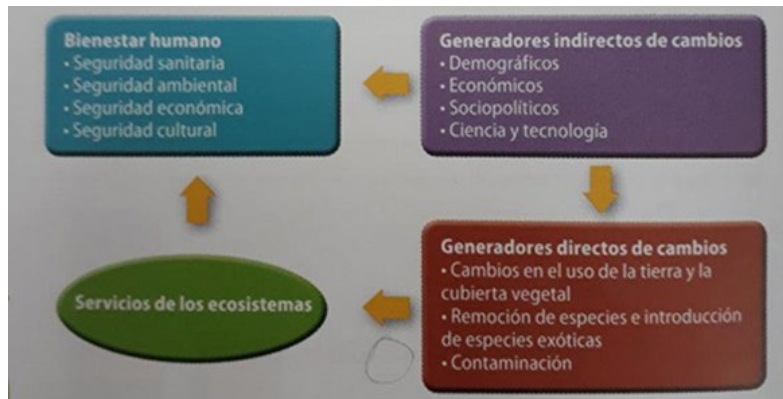 Bienestar humano
• Seguridad sanitaria
• Seguridad ambiental
• Seguridad económica
• Seguridad cultural
Generadores indirectos de cambios
• Demográficos
• Económicos
• Sociopolíticos
• Ciencia y tecnología
Servicios de los ecosistemas
Generadores directos de cambios
• Cambios en el uso de la tierra y la
cubierta vegetal
• Remoción de especies e introducción
de especies exóticas
• Contaminación